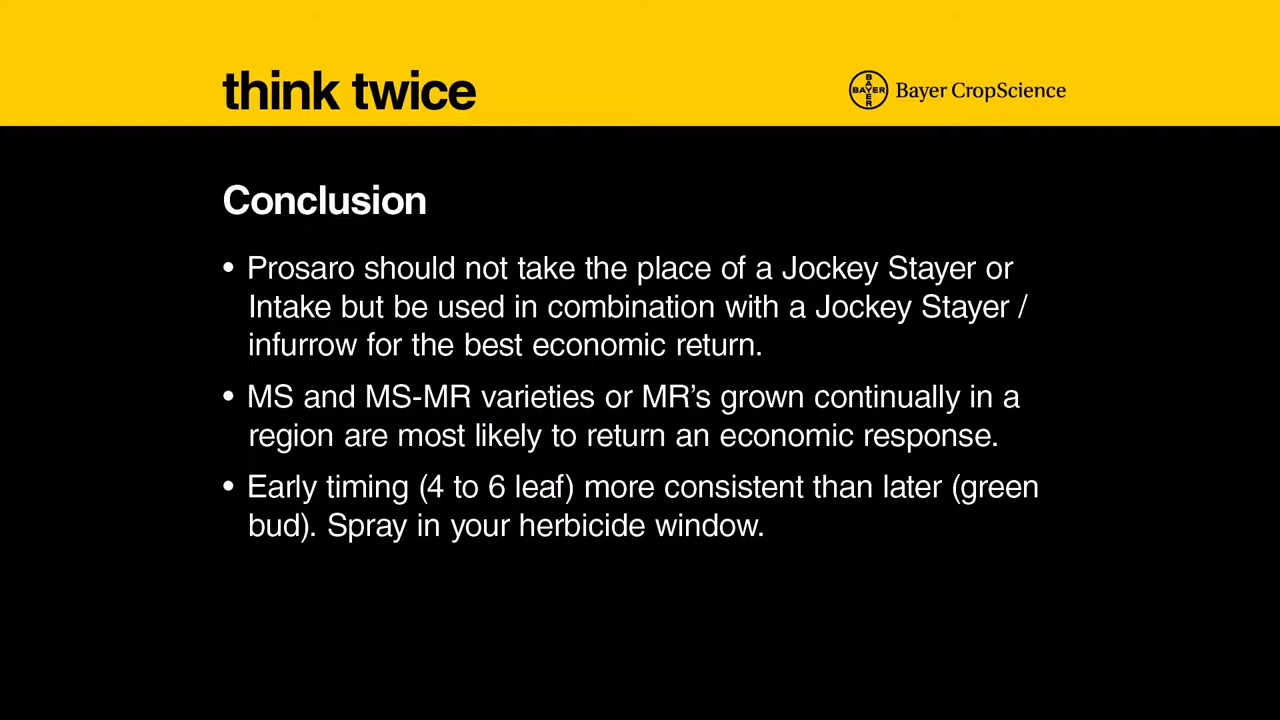 think twice
BAYER
BAYER
Bayer CropScience
Conclusion
• Prosaro should not take the place of a Jockey Stayer or
Intake but be used in combination with a Jockey Stayer /
infurrow for the best economic return.
• MS and MS-MR varieties or MR’s grown continually in a
region are most likely to return an economic response.
• Early timing (4 to 6 leaf) more consistent than later (green
bud). Spray in your herbicide window.